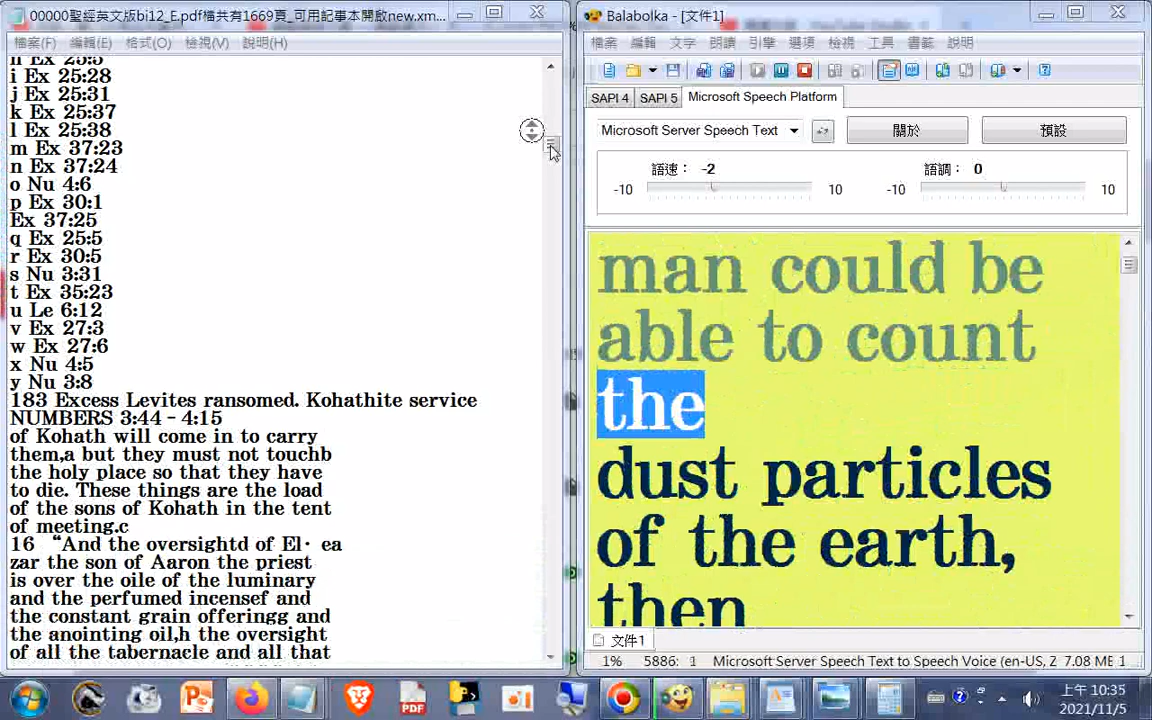 00000聖經英文版bi12_E.pdf檔共有1669頁_可用記事本開啟new.xm...
檔案(F) 編輯(E) 格式(O) 檢視(V) 說明(H)
n Ex 25:5
i Ex 25:28
j Ex 25:31
k Ex 25:37
l Ex 25:38
m Ex 37:23
n Ex 37:24
o Nu 4:6
p Ex 30:1
Ex 37:25
q Ex 25:5
r Ex 30:5
s Nu 3:31
t Ex 35:23
u Le 6:12
v Ex 27:3
w Ex 27:6
x Nu 4:5
y Nu 3:8
183 Excess Levites ransomed. Kohathite service
NUMBERS 3:44 – 4:15
of Kohath will come in to carry
them,a but they must not touchb
the holy place so that they have
to die. These things are the load
of the sons of Kohath in the tent
of meeting.c
16 “And the oversightd of El· ea
zar the son of Aaron the priest
is over the oile of the luminary
and the perfumed incensef and
the constant grain offeringg and
the anointing oil,h the oversight
of all the tabernacle and all that
Balabolka - [文件1]
檔案 編輯 文字 朗讀 引擎 選項 檢視 工具 書籤 說明
SAPI 4 SAPI 5 Microsoft Speech Platform
Microsoft Server Speech Text 關於 預設
語速： -2 語調： 0
-10 10 -10 10
man could be
able to count
the
dust particles
of the earth,
then
文件1
1% 5886: 1 Microsoft Server Speech Text to Speech Voice (en-US, Z 7.08 ME 1
上午 10:35
2021/11/5